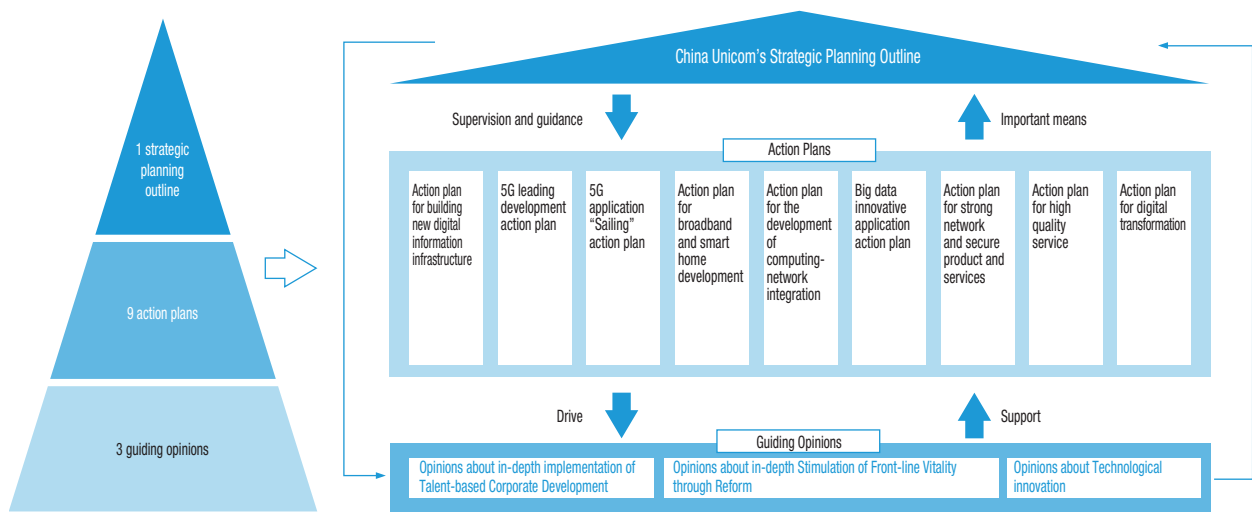 1 strategic
planning
outline
9 action plans
3 guiding opinions
China Unicom's Strategic Planning Outline
Supervision and guidance
Important means
Action Plans
Action plan
for building
new digital
information
infrastructure
5G leading
development
action plan
5G
application
“Sailing”
action plan
Action plan
for
broadband
and smart
home
development
Action plan
for the
development
of
computing-
network
integration
Big data
innovative
application
action plan
Action plan
for strong
network
and secure
product and
services
Action plan
for high
quality
service
Action plan
for digital
transformation
Drive
Support
Guiding Opinions
Opinions about in-depth implementation of
Talent-based Corporate Development
Opinions about in-depth Stimulation of Front-line Vitality
through Reform
Opinions about Technological
innovation